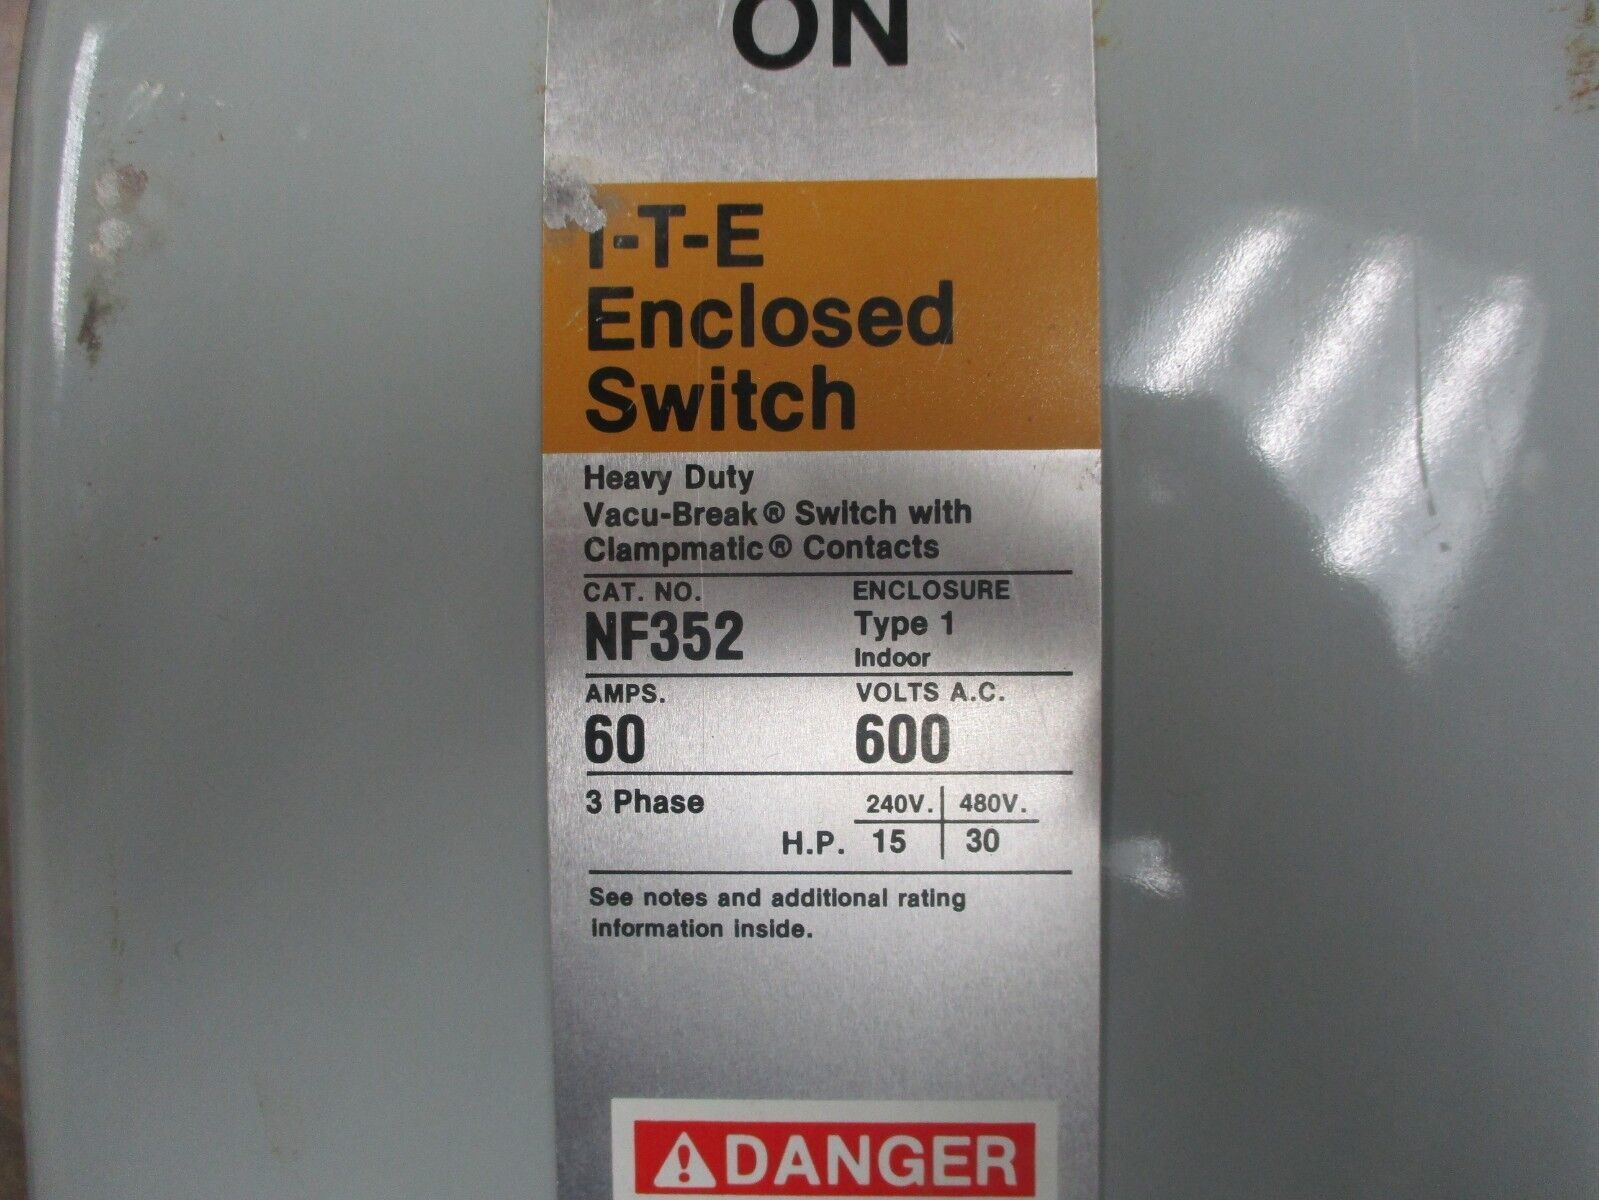 ON
I-T-E
Enclosed
Switch
Heavy Duty
Vacu-Break® Switch with
Clampmatic® Contacts
CAT. NO. ENCLOSURE
NF352 Type 1
Indoor
AMPS. VOLTS A.C.
60 600
3 Phase 240V. 480V.
H.P. 15 30
See notes and additional rating
information inside.
DANGER